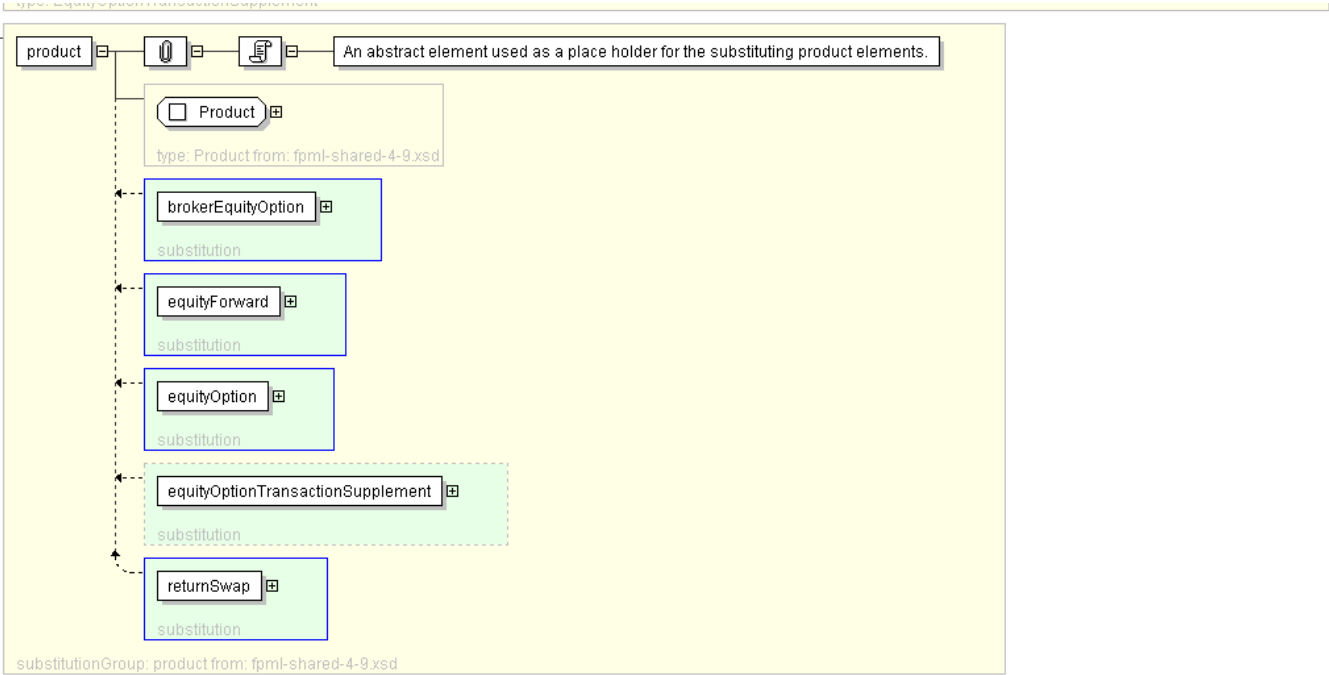 type: EquityOptionTransactionSupplement
product
An abstract element used as a place holder for the substituting product elements.
Product
type: Product from: fpml-shared-4-9.xsd
brokerEquityOption
substitution
equityForward
substitution
equityOption
substitution
equityOptionTransactionSupplement
substitution
returnSwap
substitution
substitutionGroup: product from: fpml-shared-4-9.xsd